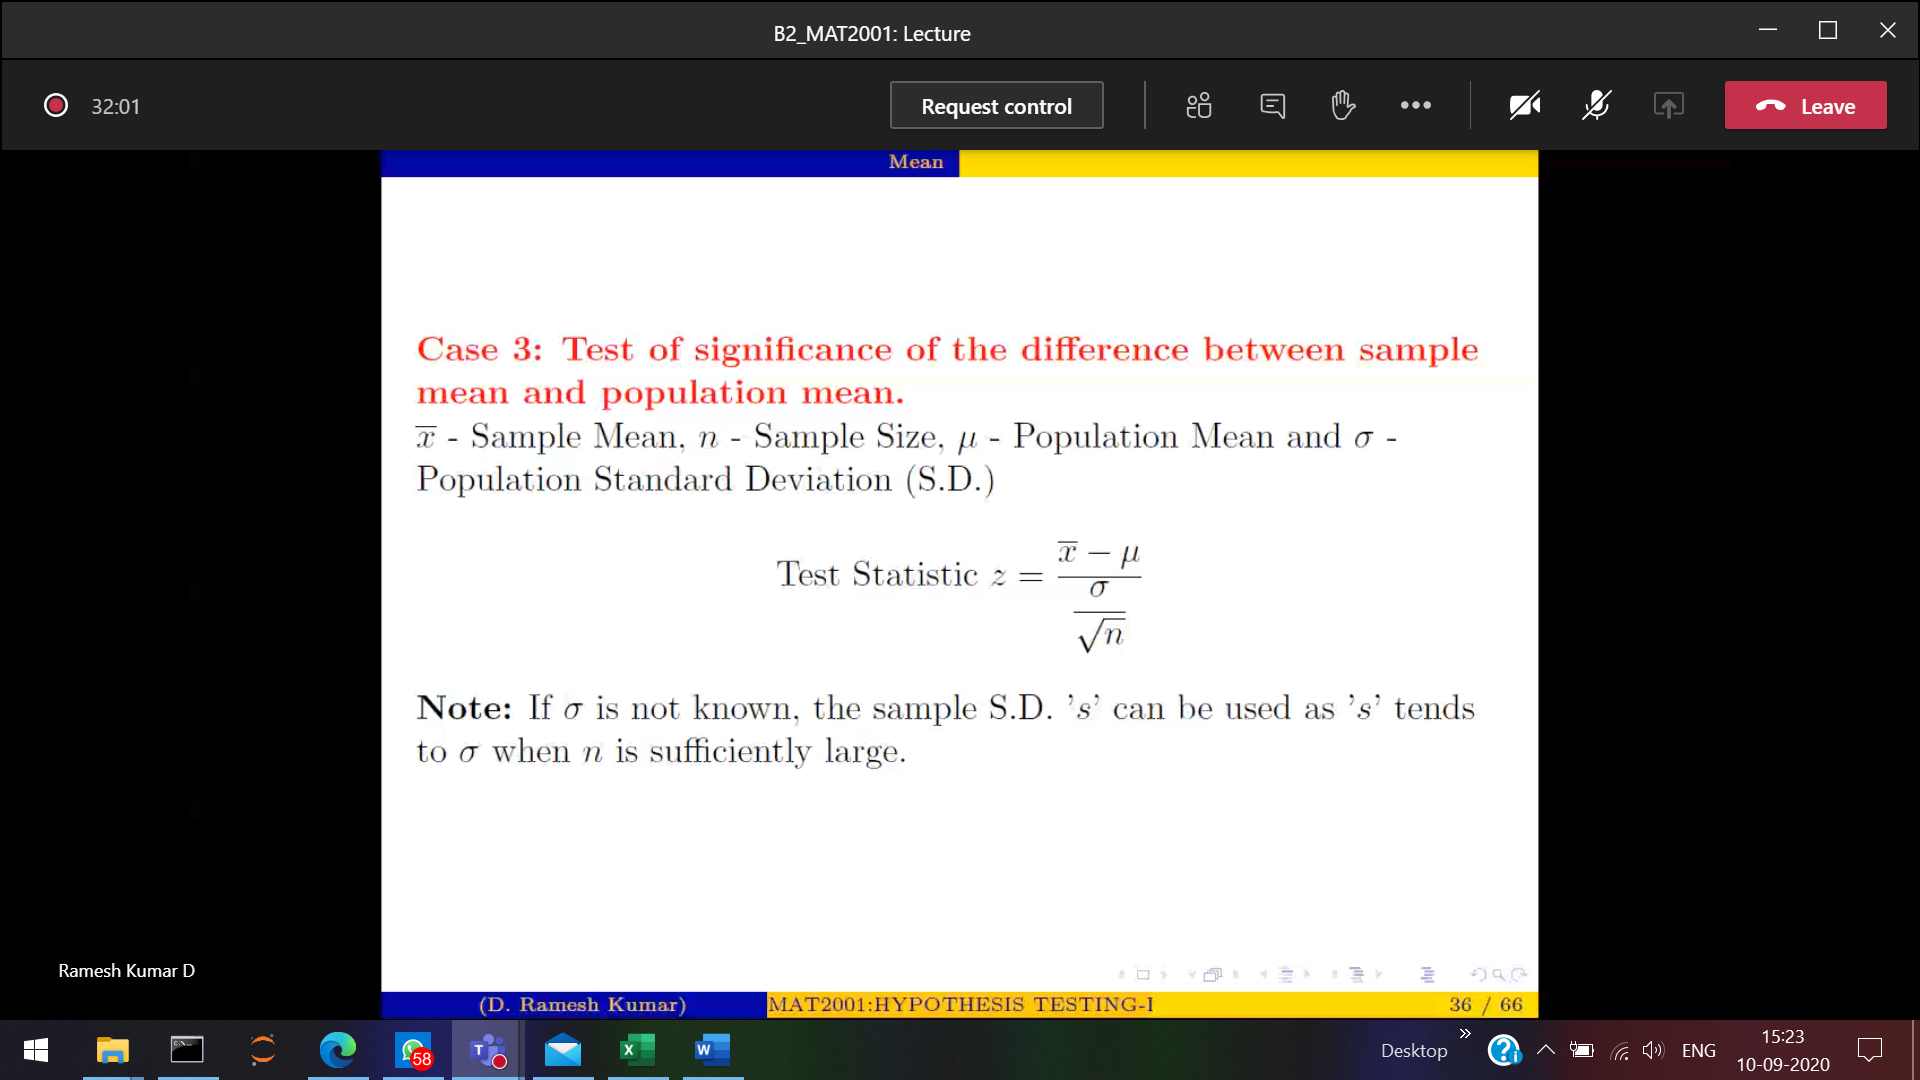 B2_MAT2001: Lecture
32:01
Request control
Leave
Mean
Case 3: Test of significance of the difference between sample
mean and population mean.
x̅ - Sample Mean, n - Sample Size, μ - Population Mean and σ -
Population Standard Deviation (S.D.)
Test Statistic z = (x̅ − μ) / (σ / √n)
Note: If σ is not known, the sample S.D. ’s’ can be used as ’s’ tends
to σ when n is sufficiently large.
Ramesh Kumar D
(D. Ramesh Kumar) MAT2001:HYPOTHESIS TESTING-I 36 / 66
58
Desktop
ENG
15:23
10-09-2020